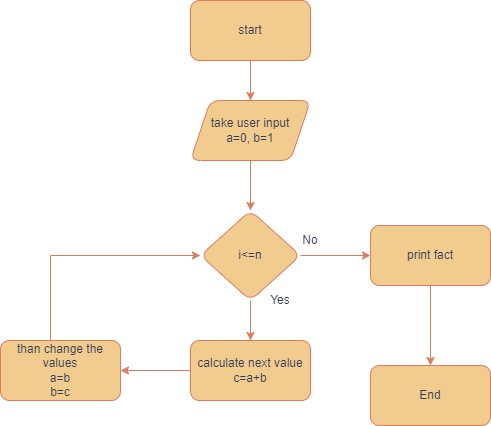 start
take user input
a=0, b=1
i<=n
No
print fact
Yes
calculate next value
c=a+b
than change the
values
a=b
b=c
End